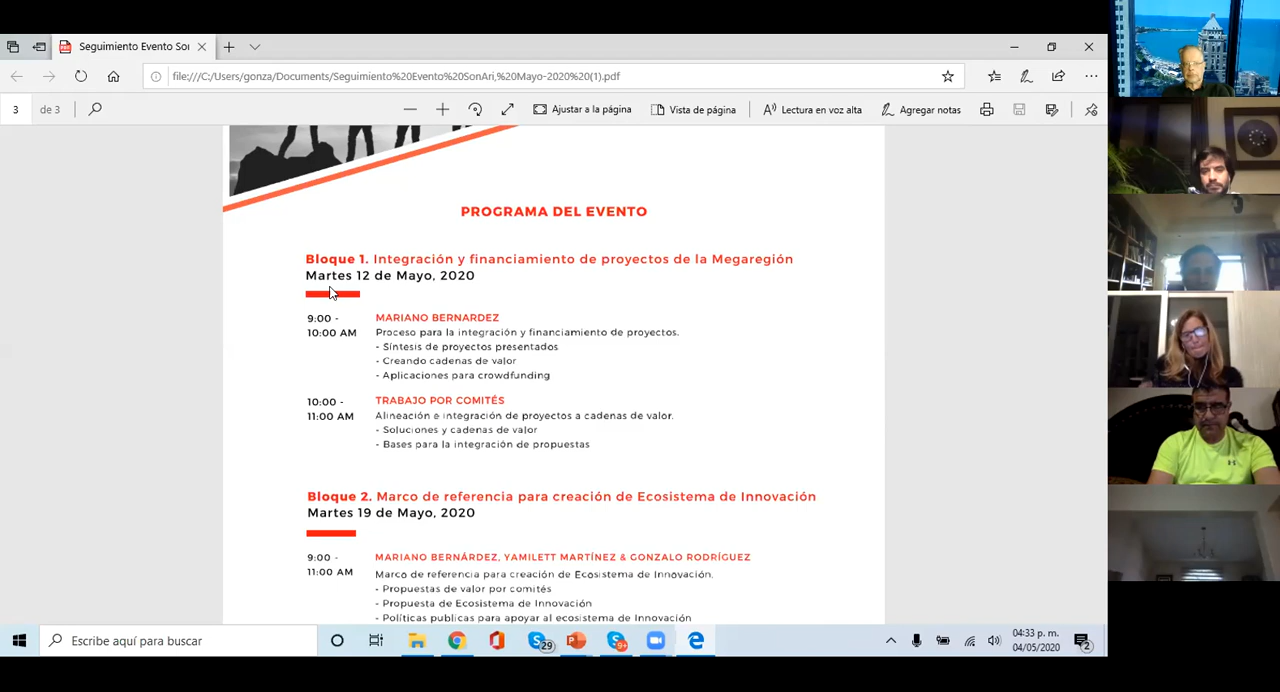 Seguimiento Evento Son
file:///C:/Users/gonza/Documents/Seguimiento%20Evento%20SonAri,%20Mayo-2020%20(1).pdf
3 de 3
Ajustar a la página
Vista de página
Lectura en voz alta
Agregar notas
PROGRAMA DEL EVENTO
Bloque 1. Integración y financiamiento de proyectos de la Megaregión
Martes 12 de Mayo, 2020
9:00 -
10:00 AM
MARIANO BERNARDEZ
Proceso para la integración y financiamiento de proyectos.
- Síntesis de proyectos presentados
- Creando cadenas de valor
- Aplicaciones para crowdfunding
10:00 -
11:00 AM
TRABAJO POR COMITÉS
Alineación e integración de proyectos a cadenas de valor.
- Soluciones y cadenas de valor
- Bases para la integración de propuestas
Bloque 2. Marco de referencia para creación de Ecosistema de Innovación
Martes 19 de Mayo, 2020
9:00 -
11:00 AM
MARIANO BERNÁRDEZ, YAMILETT MARTÍNEZ & GONZALO RODRÍGUEZ
Marco de referencia para creación de Ecosistema de Innovación.
- Propuestas de valor por comités
- Propuesta de Ecosistema de Innovación
- Políticas publicas para apoyar al ecosistema de Innovación
Escribe aquí para buscar
29
9+
04:33 p. m.
04/05/2020
2